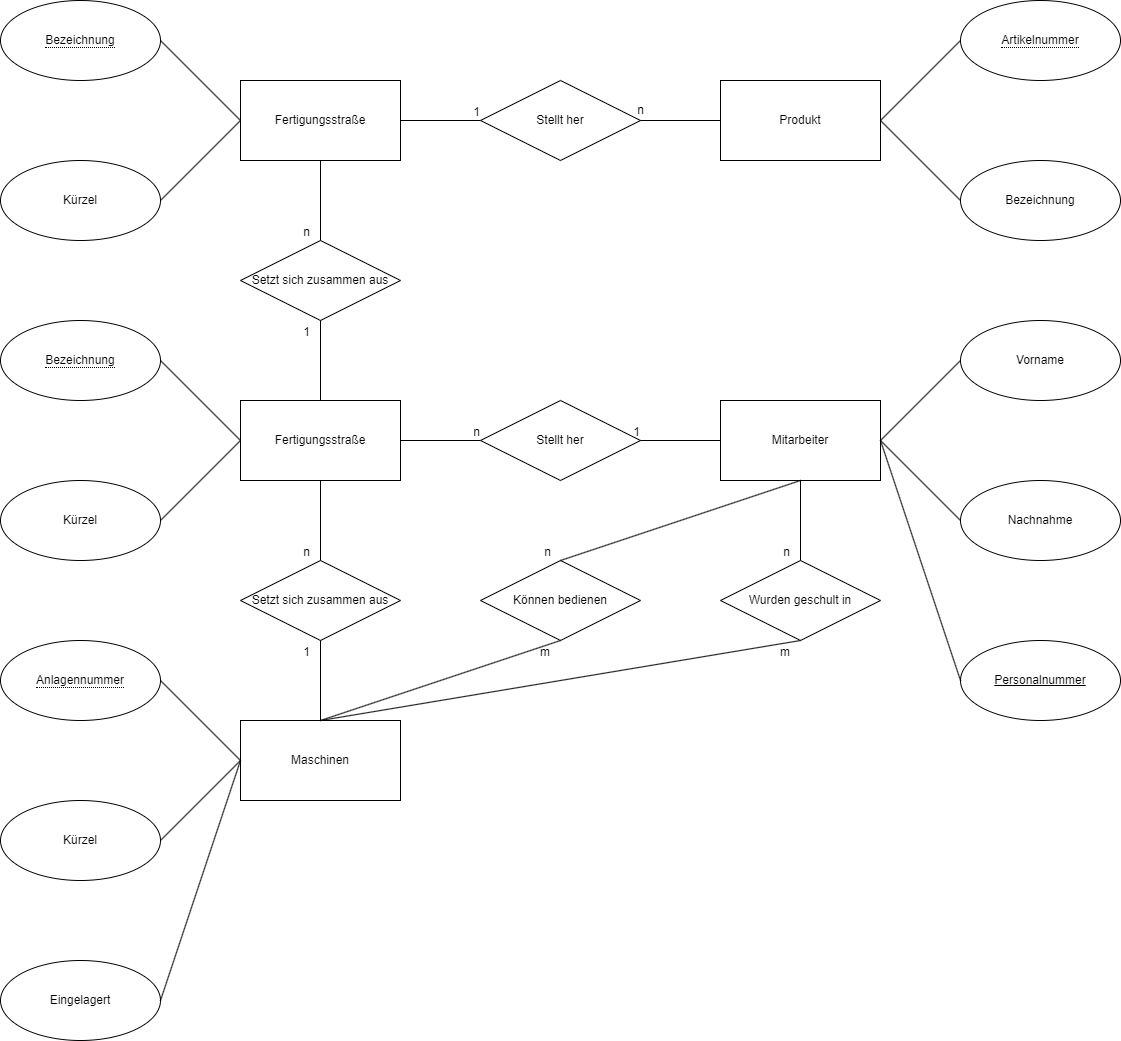 Bezeichnung
Artikelnummer
Fertigungsstraße
1
Stellt her
n
Produkt
Kürzel
Bezeichnung
n
Setzt sich zusammen aus
1
Bezeichnung
Vorname
Fertigungsstraße
n
Stellt her
1
Mitarbeiter
Kürzel
Nachnahme
n
n
n
Setzt sich zusammen aus
Können bedienen
Wurden geschult in
1
m
m
Anlagennummer
Personalnummer
Maschinen
Kürzel
Eingelagert